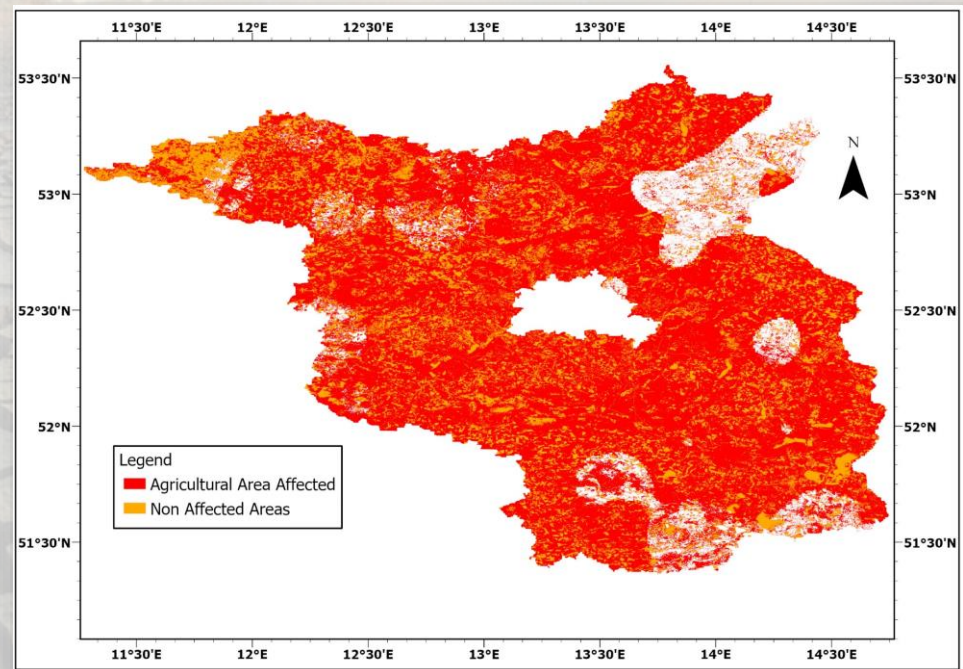 11°30'E 12°E 12°30'E 13°E 13°30'E 14°E 14°30'E
53°30'N 53°30'N
N
53°N 53°N
52°30'N 52°30'N
52°N 52°N
Legend
Agricultural Area Affected
Non Affected Areas
51°30'N 51°30'N
11°30'E 12°E 12°30'E 13°E 13°30'E 14°E 14°30'E